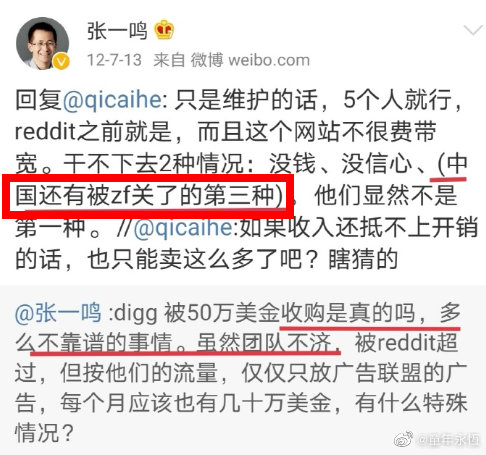 张一鸣
12-7-13 来自 微博 weibo.com
回复@qicaihe: 只是维护的话，5个人就行，
reddit之前就是，而且这个网站不很费带
宽。干不下去2种情况：没钱、没信心、(中
国还有被zf关了的第三种) 。他们显然不是
第一种。//@qicaihe:如果收入还抵不上开销
的话，也只能卖这么多了吧？瞎猜的
@张一鸣 :digg 被50万美金收购是真的吗，多
么不靠谱的事情。虽然团队不济，被reddit超
过，但按他们的流量，仅仅只放广告联盟的广
告，每个月应该也有几十万美金，有什么特殊
情况？